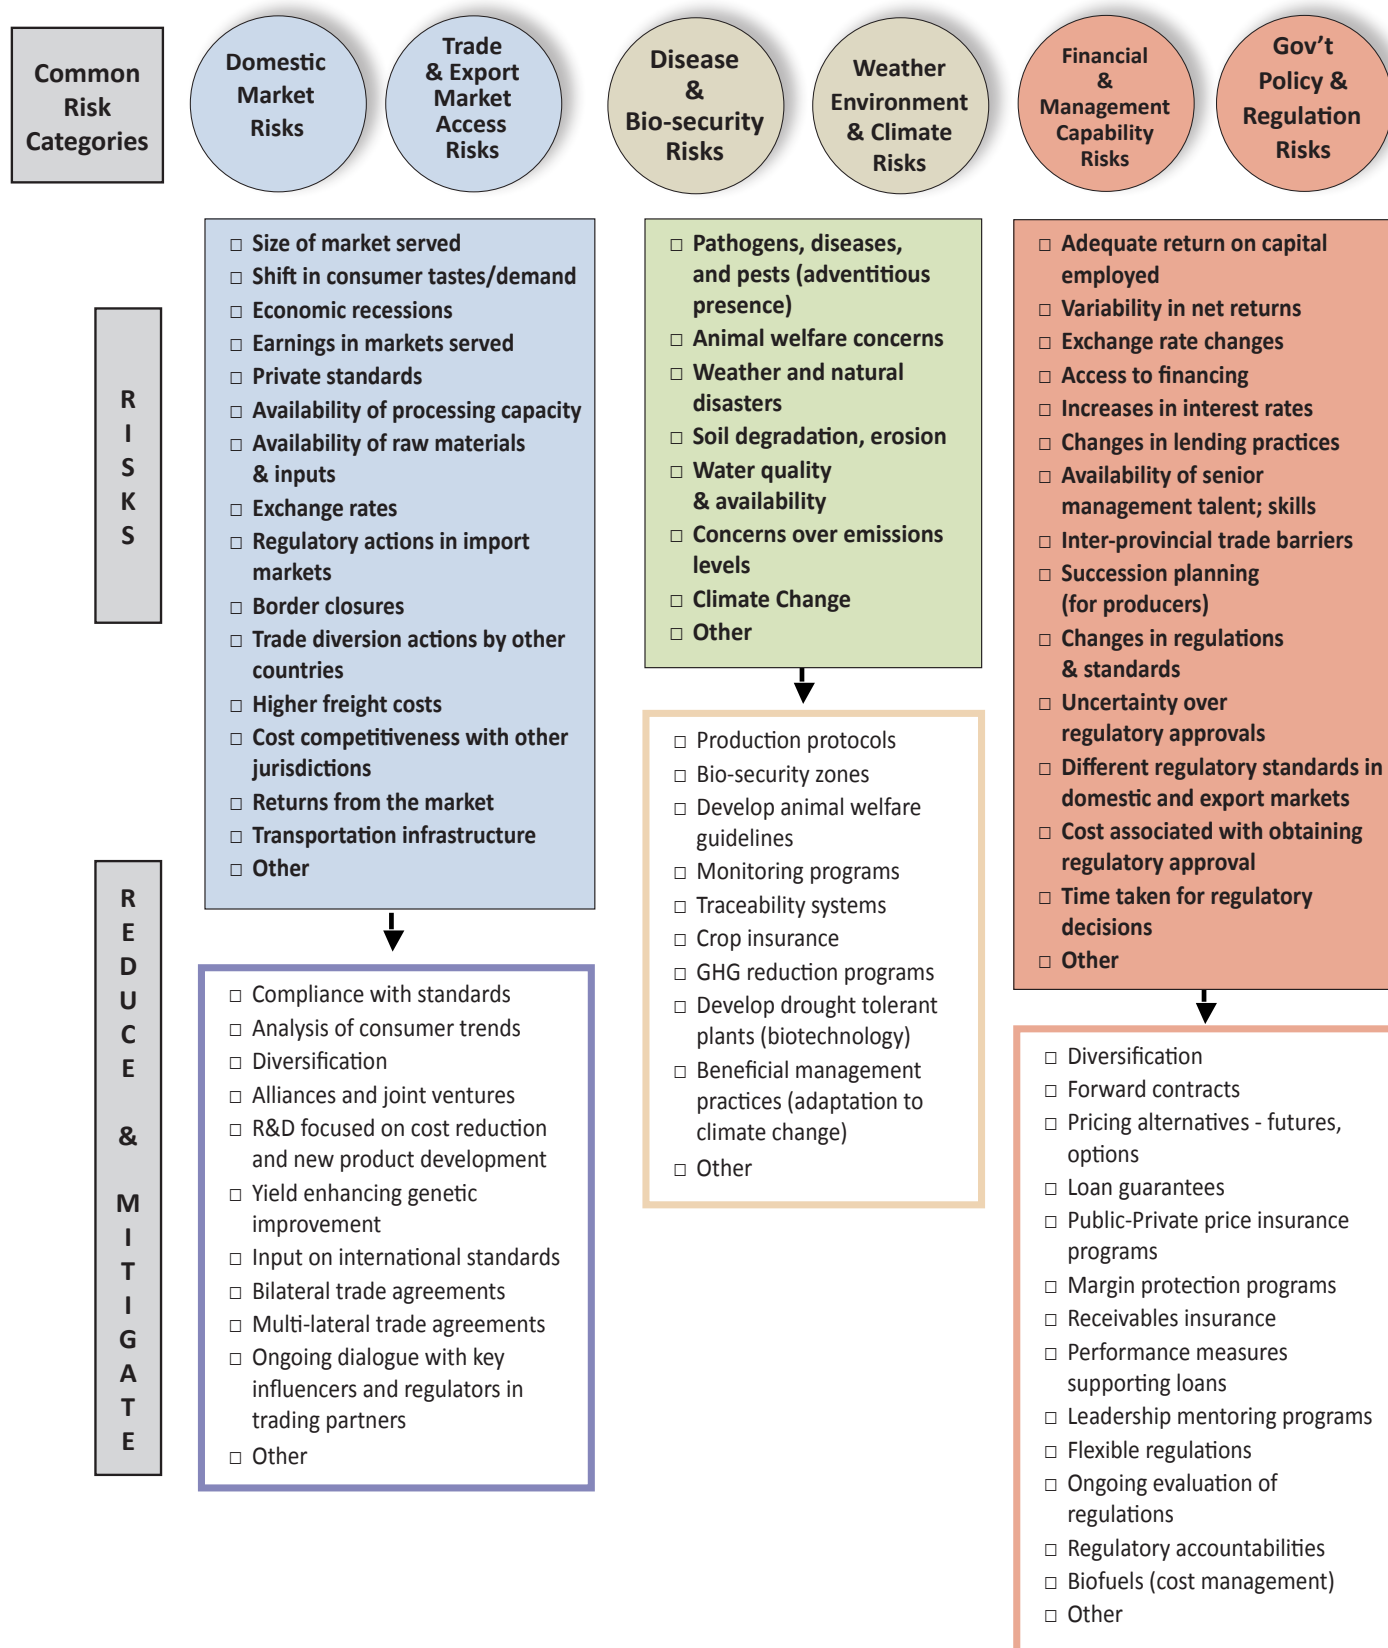 Common
Risk
Categories
Domestic
Market
Risks
Trade
& Export
Market
Access
Risks
Disease
&
Bio-security
Risks
Weather
Environment
& Climate
Risks
Financial
&
Management
Capability
Risks
Gov't
Policy &
Regulation
Risks
R
I
S
K
S
□ Size of market served
□ Shift in consumer tastes/demand
□ Economic recessions
□ Earnings in markets served
□ Private standards
□ Availability of processing capacity
□ Availability of raw materials
& inputs
□ Exchange rates
□ Regulatory actions in import
markets
□ Border closures
□ Trade diversion actions by other
countries
□ Higher freight costs
□ Cost competitiveness with other
jurisdictions
□ Returns from the market
□ Transportation infrastructure
□ Other
□ Pathogens, diseases,
and pests (adventitious
presence)
□ Animal welfare concerns
□ Weather and natural
disasters
□ Soil degradation, erosion
□ Water quality
& availability
□ Concerns over emissions
levels
□ Climate Change
□ Other
□ Adequate return on capital
employed
□ Variability in net returns
□ Exchange rate changes
□ Access to financing
□ Increases in interest rates
□ Changes in lending practices
□ Availability of senior
management talent; skills
□ Inter-provincial trade barriers
□ Succession planning
(for producers)
□ Changes in regulations
& standards
□ Uncertainty over
regulatory approvals
□ Different regulatory standards in
domestic and export markets
□ Cost associated with obtaining
regulatory approval
□ Time taken for regulatory
decisions
□ Other
R
E
D
U
C
E
&
M
I
T
I
G
A
T
E
□ Compliance with standards
□ Analysis of consumer trends
□ Diversification
□ Alliances and joint ventures
□ R&D focused on cost reduction
and new product development
□ Yield enhancing genetic
improvement
□ Input on international standards
□ Bilateral trade agreements
□ Multi-lateral trade agreements
□ Ongoing dialogue with key
influencers and regulators in
trading partners
□ Other
□ Production protocols
□ Bio-security zones
□ Develop animal welfare
guidelines
□ Monitoring programs
□ Traceability systems
□ Crop insurance
□ GHG reduction programs
□ Develop drought tolerant
plants (biotechnology)
□ Beneficial management
practices (adaptation to
climate change)
□ Other
□ Diversification
□ Forward contracts
□ Pricing alternatives - futures,
options
□ Loan guarantees
□ Public-Private price insurance
programs
□ Margin protection programs
□ Receivables insurance
□ Performance measures
supporting loans
□ Leadership mentoring programs
□ Flexible regulations
□ Ongoing evaluation of
regulations
□ Regulatory accountabilities
□ Biofuels (cost management)
□ Other